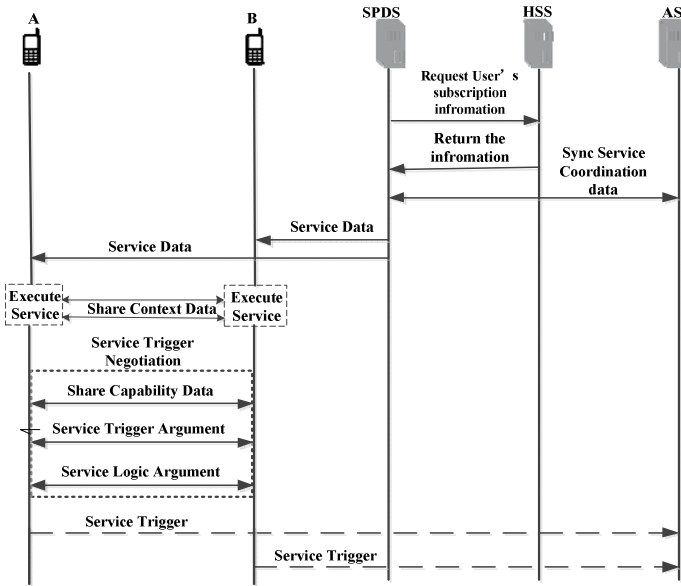 A
B
SPDS
HSS
AS
Request User's
subscription
infromation
Return the
infromation
Sync Service
Coordination
data
Service Data
Service Data
Execute
Service
Share Context Data
Execute
Service
Service Trigger
Negotiation
Share Capability Data
Service Trigger Argument
Service Logic Argument
Service Trigger
Service Trigger